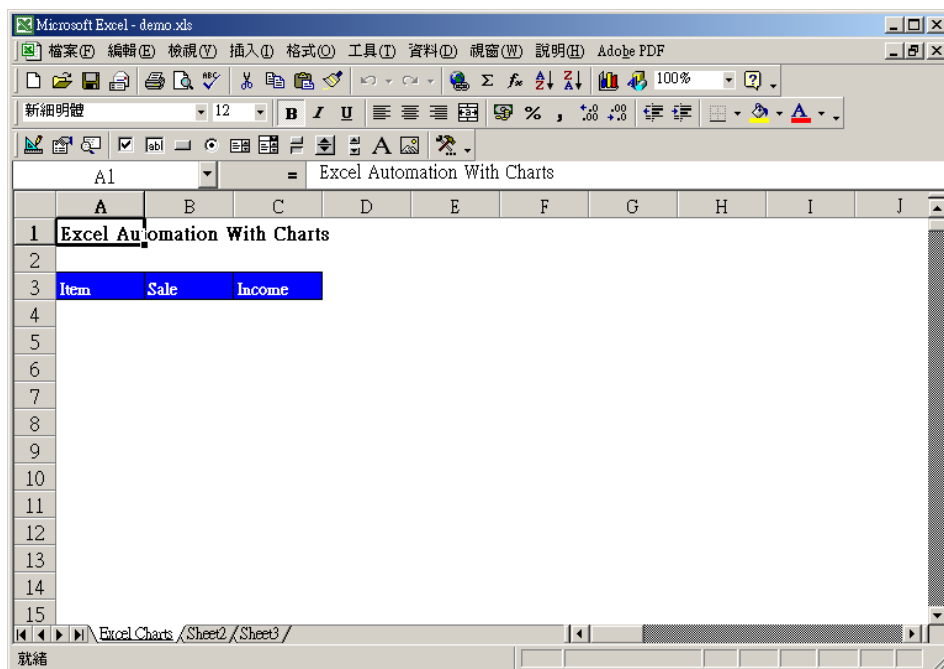 Microsoft Excel - demo.xls
檔案(F) 編輯(E) 檢視(V) 插入(I) 格式(O) 工具(T) 資料(D) 視窗(W) 說明(H) Adobe PDF
100%
新細明體 12 B I U % ,
A1 = Excel Automation With Charts
A B C D E F G H I J
1 Excel Automation With Charts
2
3 Item Sale Income
4
5
6
7
8
9
10
11
12
13
14
15
Excel Charts Sheet2 Sheet3
就緒